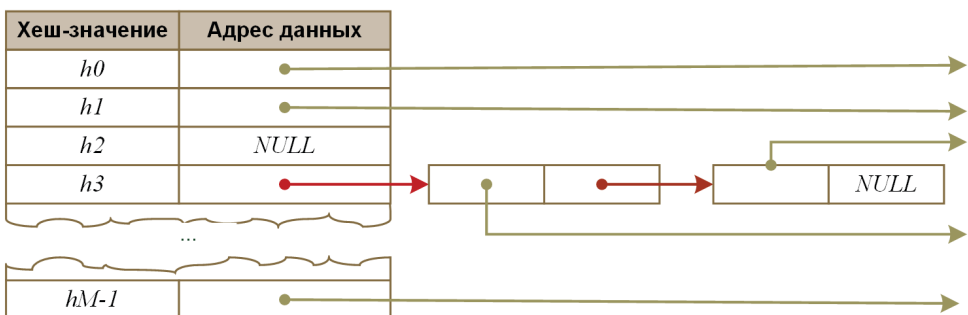 Хеш-значение Адрес данных
h0
h1
h2 NULL
h3 NULL
...
hM-1